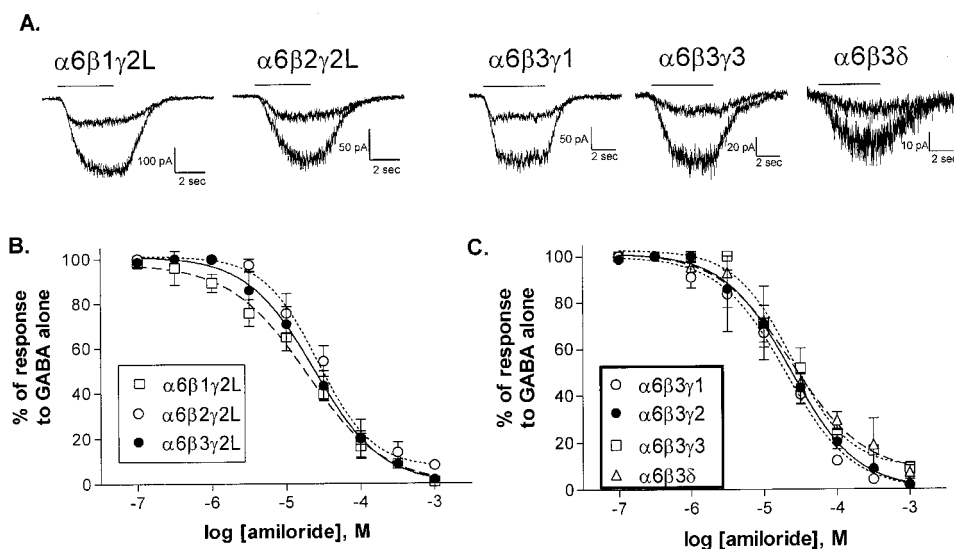 A.
α6β1γ2L
α6β2γ2L
α6β3γ1
α6β3γ3
α6β3δ
100 pA
2 sec
50 pA
2 sec
50 pA
2 sec
20 pA
2 sec
10 pA
2 sec
B.
% of response
to GABA alone
100
80
60
40
20
0
α6β1γ2L
α6β2γ2L
α6β3γ2L
-7
-6
-5
-4
-3
log [amiloride], M
C.
% of response
to GABA alone
100
80
60
40
20
0
α6β3γ1
α6β3γ2
α6β3γ3
α6β3δ
-7
-6
-5
-4
-3
log [amiloride], M